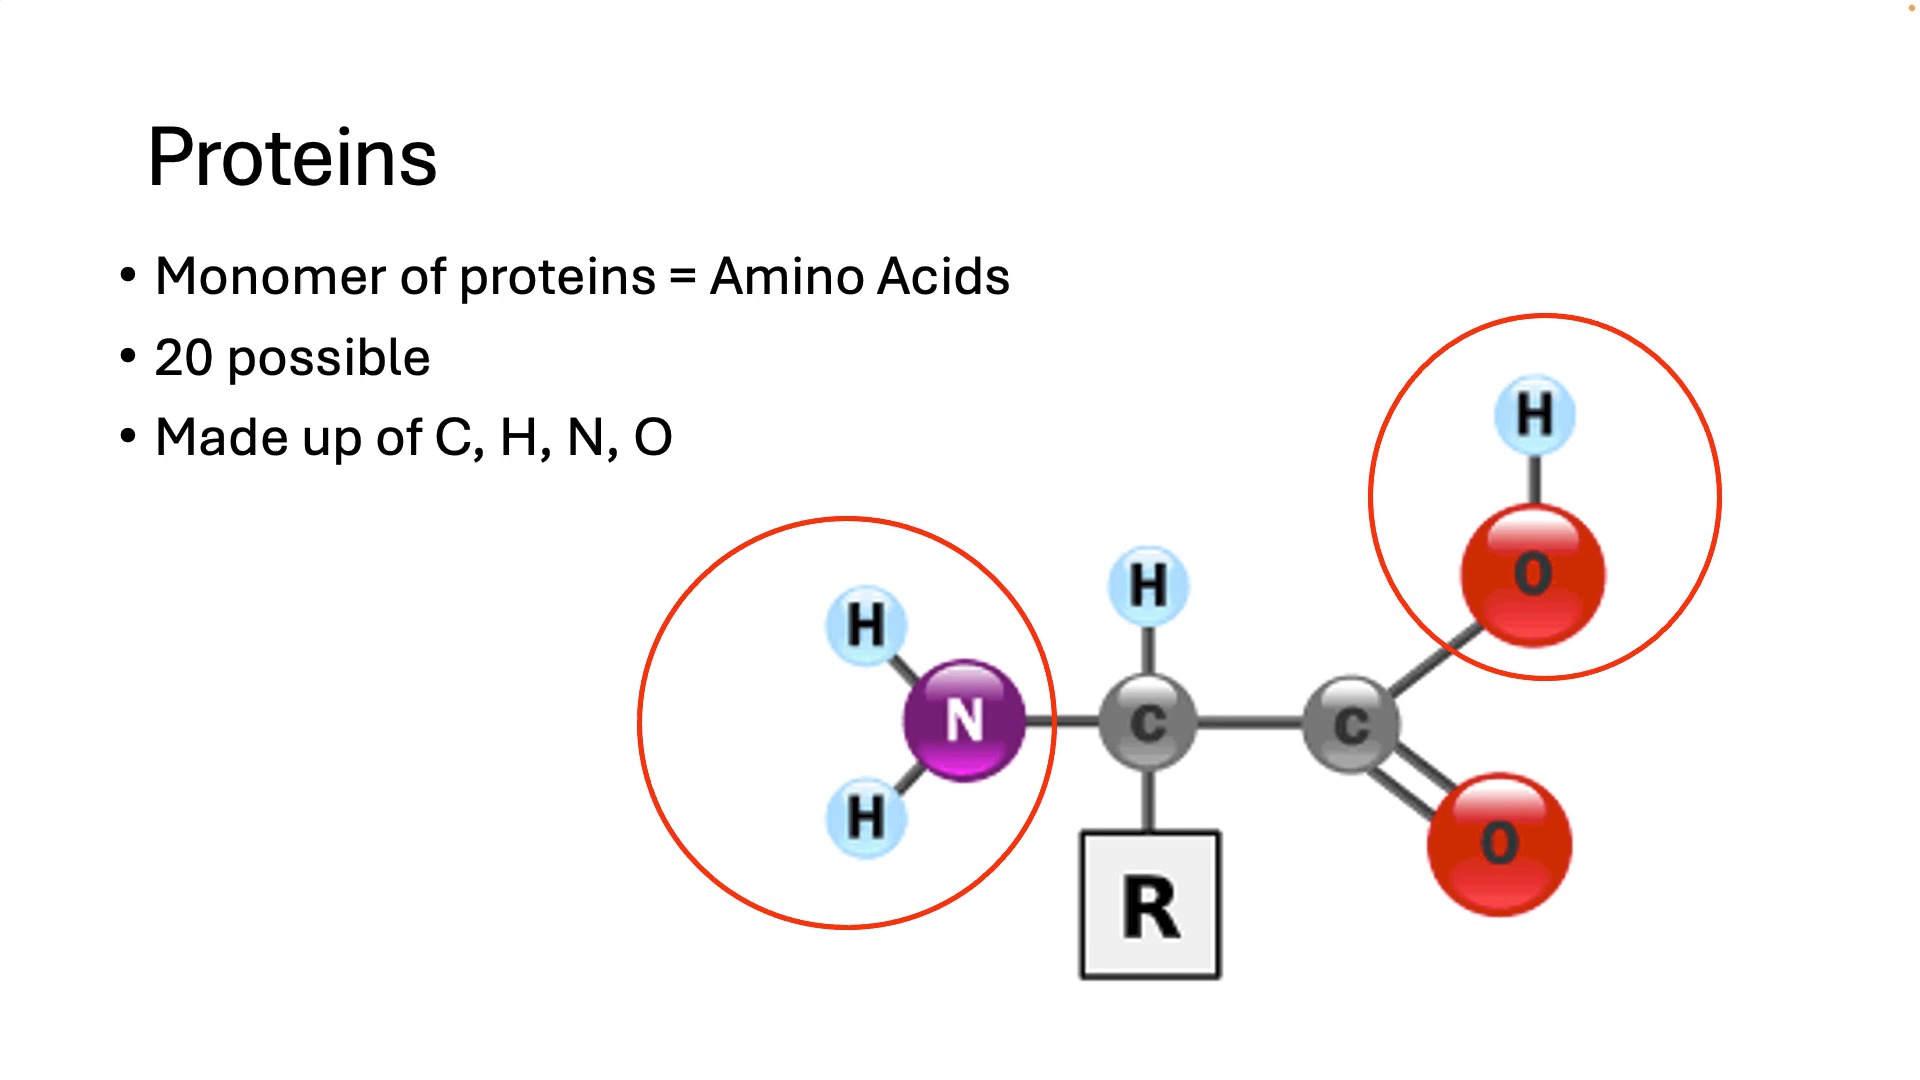 Proteins
• Monomer of proteins = Amino Acids
• 20 possible
• Made up of C, H, N, O
H
O
H
H
N
C
C
H
O
R